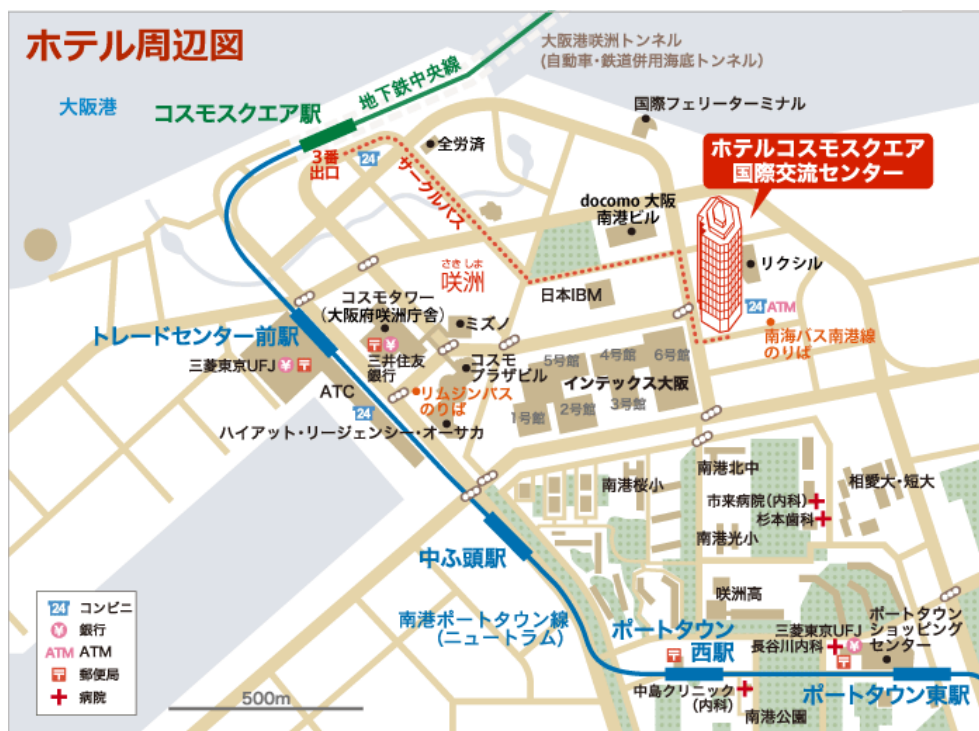 ホテル周辺図
大阪港咲洲トンネル
(自動車・鉄道併用海底トンネル)
地下鉄中央線
大阪港
コスモスクエア駅
国際フェリーターミナル
3番
出口
24
全労済
サークルバス
ホテルコスモスクエア
国際交流センター
docomo 大阪
南港ビル
リクシル
さきしま
咲洲
日本IBM
コスモタワー
(大阪府咲洲庁舎)
ミズノ
24 ATM
南海バス南港線
のりば
トレードセンター前駅
三井住友
銀行
コスモ
プラザビル
三菱東京UFJ
5号館
4号館
6号館
インテックス大阪
1号館
2号館
3号館
ATC
24
リムジンバス
のりば
ハイアット・リージェンシー・オーサカ
南港北中
南港桜小
市来病院(内科)
杉本歯科
相愛大・短大
南港光小
中ふ頭駅
咲洲高
南港ポートタウン線
(ニュートラム)
ポートタウン
西駅
三菱東京UFJ
長谷川内科
ポートタウン
ショッピング
センター
中島クリニック
(内科)
ポートタウン東駅
南港公園
24 コンビニ
銀行
ATM ATM
郵便局
病院
500m